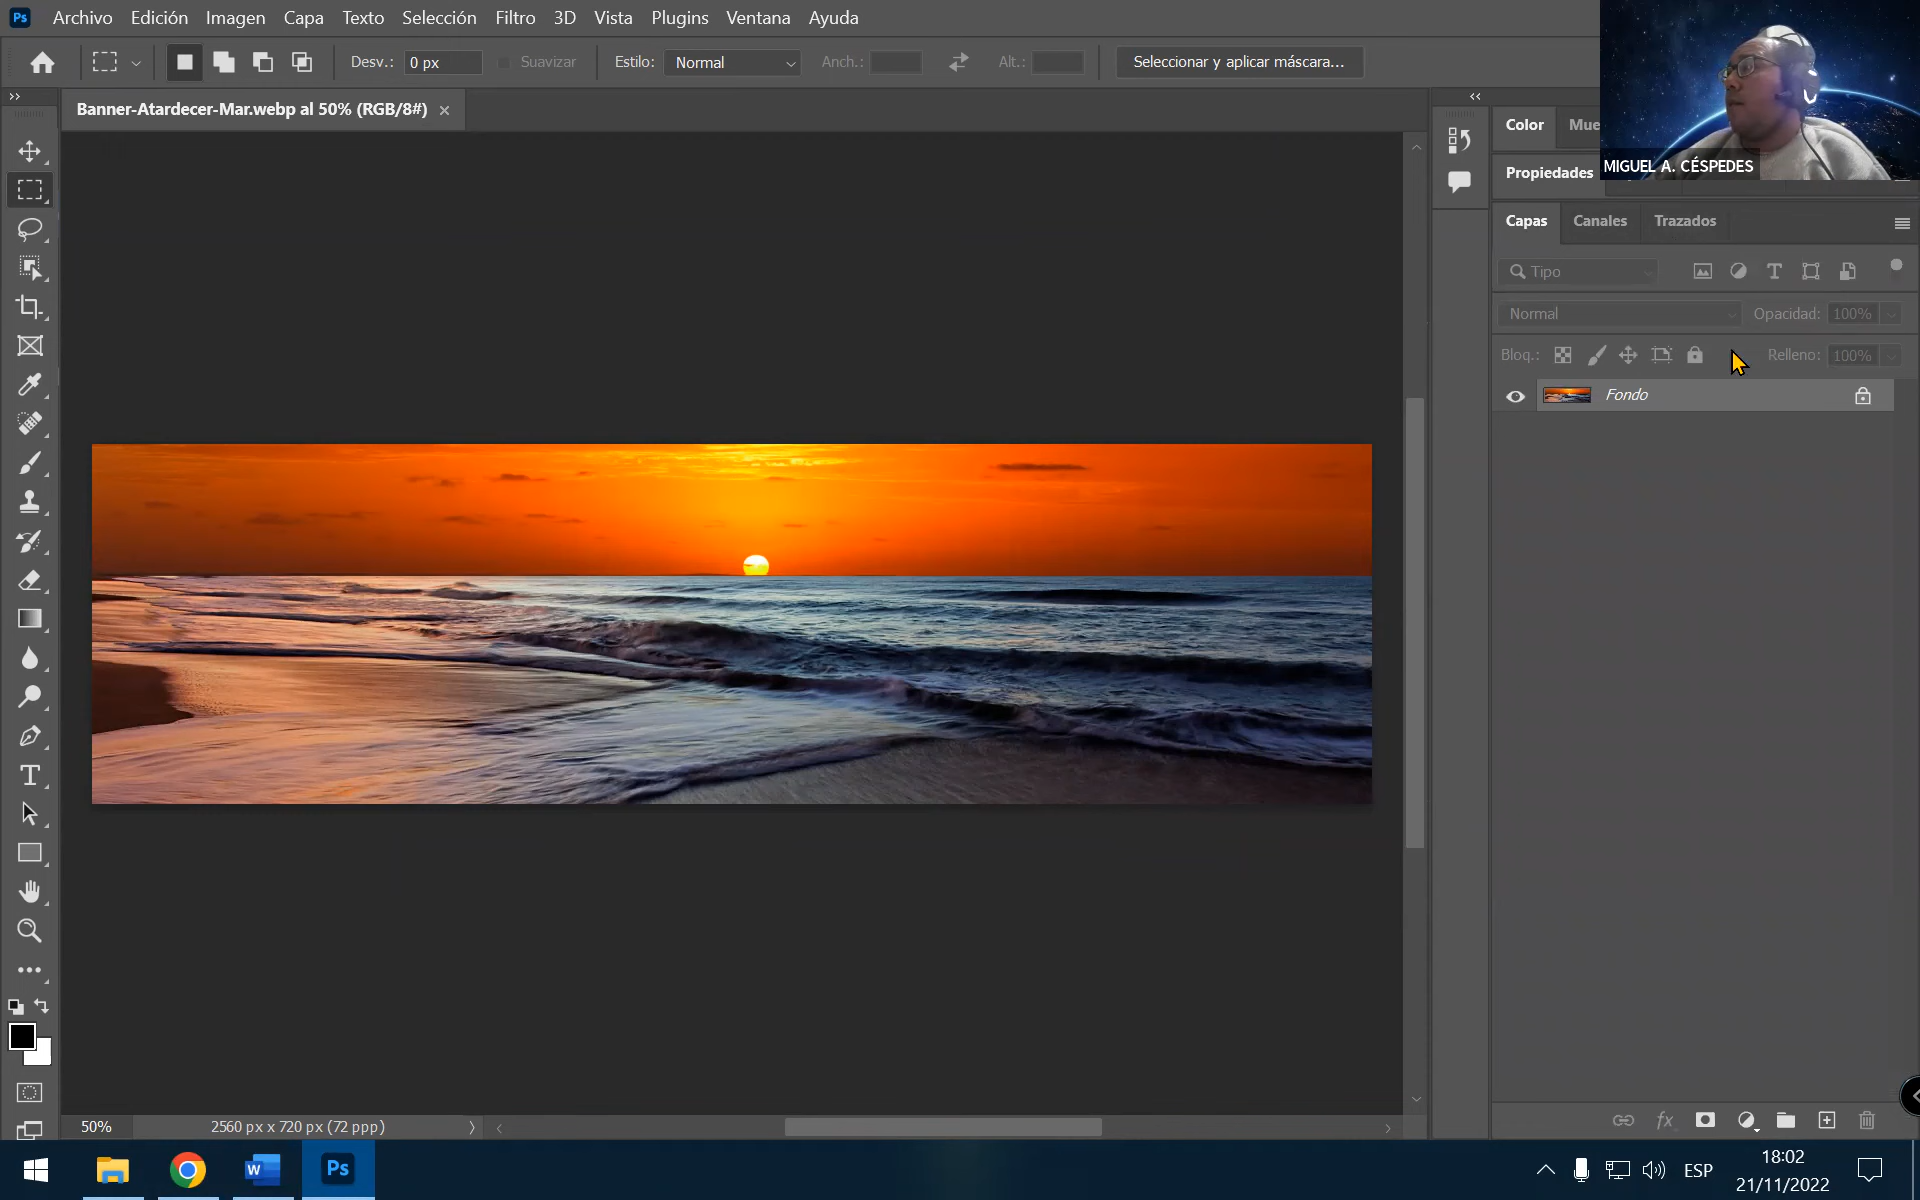 Ps Archivo Edición Imagen Capa Texto Selección Filtro 3D Vista Plugins Ventana Ayuda
Desv.: 0 px Suavizar Estilo: Normal Anch.: Alt.: Seleccionar y aplicar máscara...
Banner-Atardecer-Mar.webp al 50% (RGB/8#) ×
Color Mue
MIGUEL A. CÉSPEDES
Propiedades
Capas Canales Trazados
Tipo
Normal Opacidad: 100%
Bloq.: Relleno: 100%
Fondo
50% 2560 px x 720 px (72 ppp)
W Ps ESP 18:02
21/11/2022